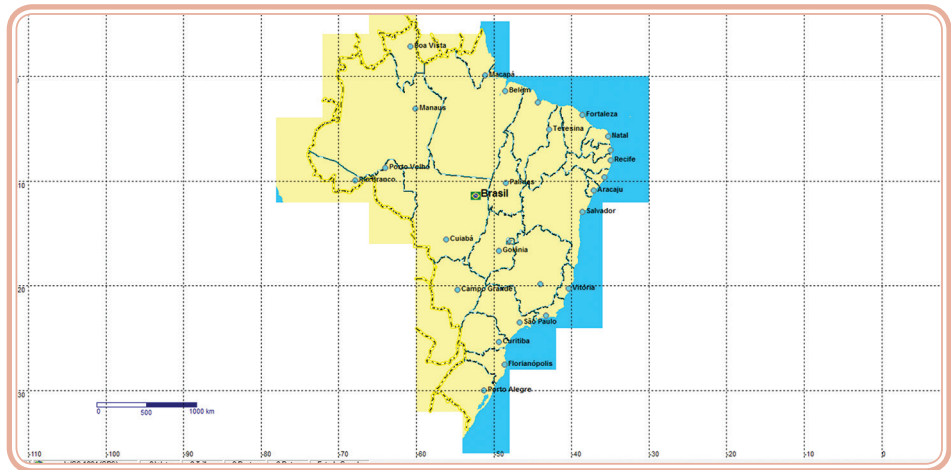 Boa Vista
Macapá
0
Belém
Manaus
Fortaleza
Teresina
Natal
Recife
Porto Velho
Rio Branco
Palmas
10
Brasil
Aracaju
Salvador
Cuiabá
Goiânia
20
Campo Grande
Vitória
São Paulo
Curitiba
Florianópolis
30
Porto Alegre
0 500 1000 km
-110 -100 -90 -80 -70 -60 -50 -40 -30 -20 -10 0